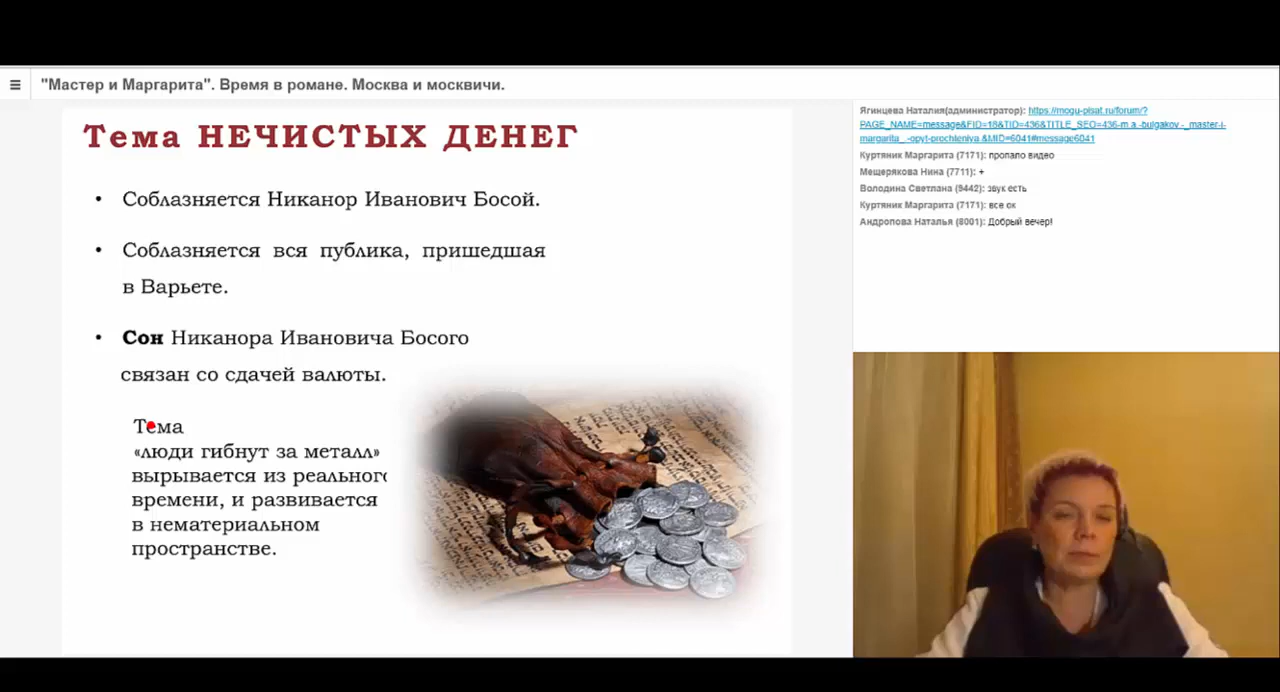 "Мастер и Маргарита". Время в романе. Москва и москвичи.
Тема НЕЧИСТЫХ ДЕНЕГ
• Соблазняется Никанор Иванович Босой.
• Соблазняется вся публика, пришедшая
в Варьете.
• Сон Никанора Ивановича Босого
связан со сдачей валюты.
Тема
«люди гибнут за металл»
вырывается из реального
времени, и развивается
в нематериальном
пространстве.
Ягинцева Наталия(администратор): https://mogu-pisat.ru/forum/?
PAGE_NAME=message&FID=18&TID=436&TITLE_SEO=436-m.a.-bulgakov.-_master-i-
margarita_.-opyt-prochteniya.&MID=6041#message6041
Куртяник Маргарита (7171): пропало видео
Мещерякова Нина (7711): +
Володина Светлана (9442): звук есть
Куртяник Маргарита (7171): все ок
Андропова Наталья (8001): Добрый вечер!